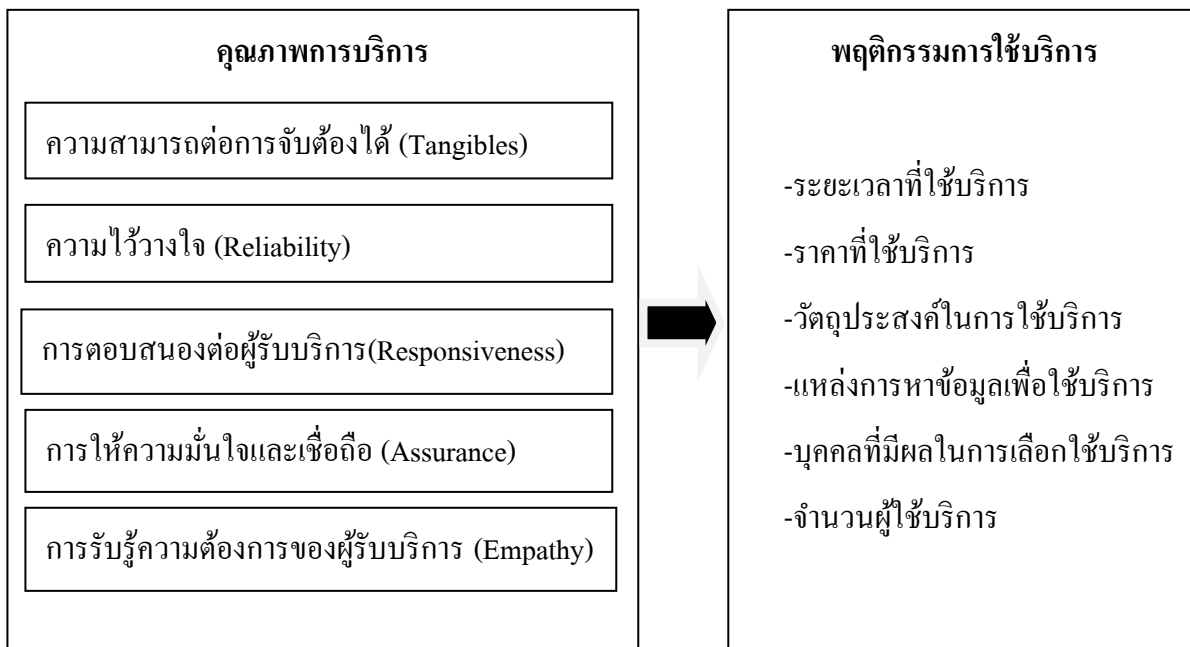 คุณภาพการบริการ
ความสามารถต่อการจับต้องได้ (Tangibles)
ความไว้วางใจ (Reliability)
การตอบสนองต่อผู้รับบริการ(Responsiveness)
การให้ความมั่นใจและเชื่อถือ (Assurance)
การรับรู้ความต้องการของผู้รับบริการ (Empathy)
พฤติกรรมการใช้บริการ
-ระยะเวลาที่ใช้บริการ
-ราคาที่ใช้บริการ
-วัตถุประสงค์ในการใช้บริการ
-แหล่งการหาข้อมูลเพื่อใช้บริการ
-บุคคลที่มีผลในการเลือกใช้บริการ
-จำนวนผู้ใช้บริการ